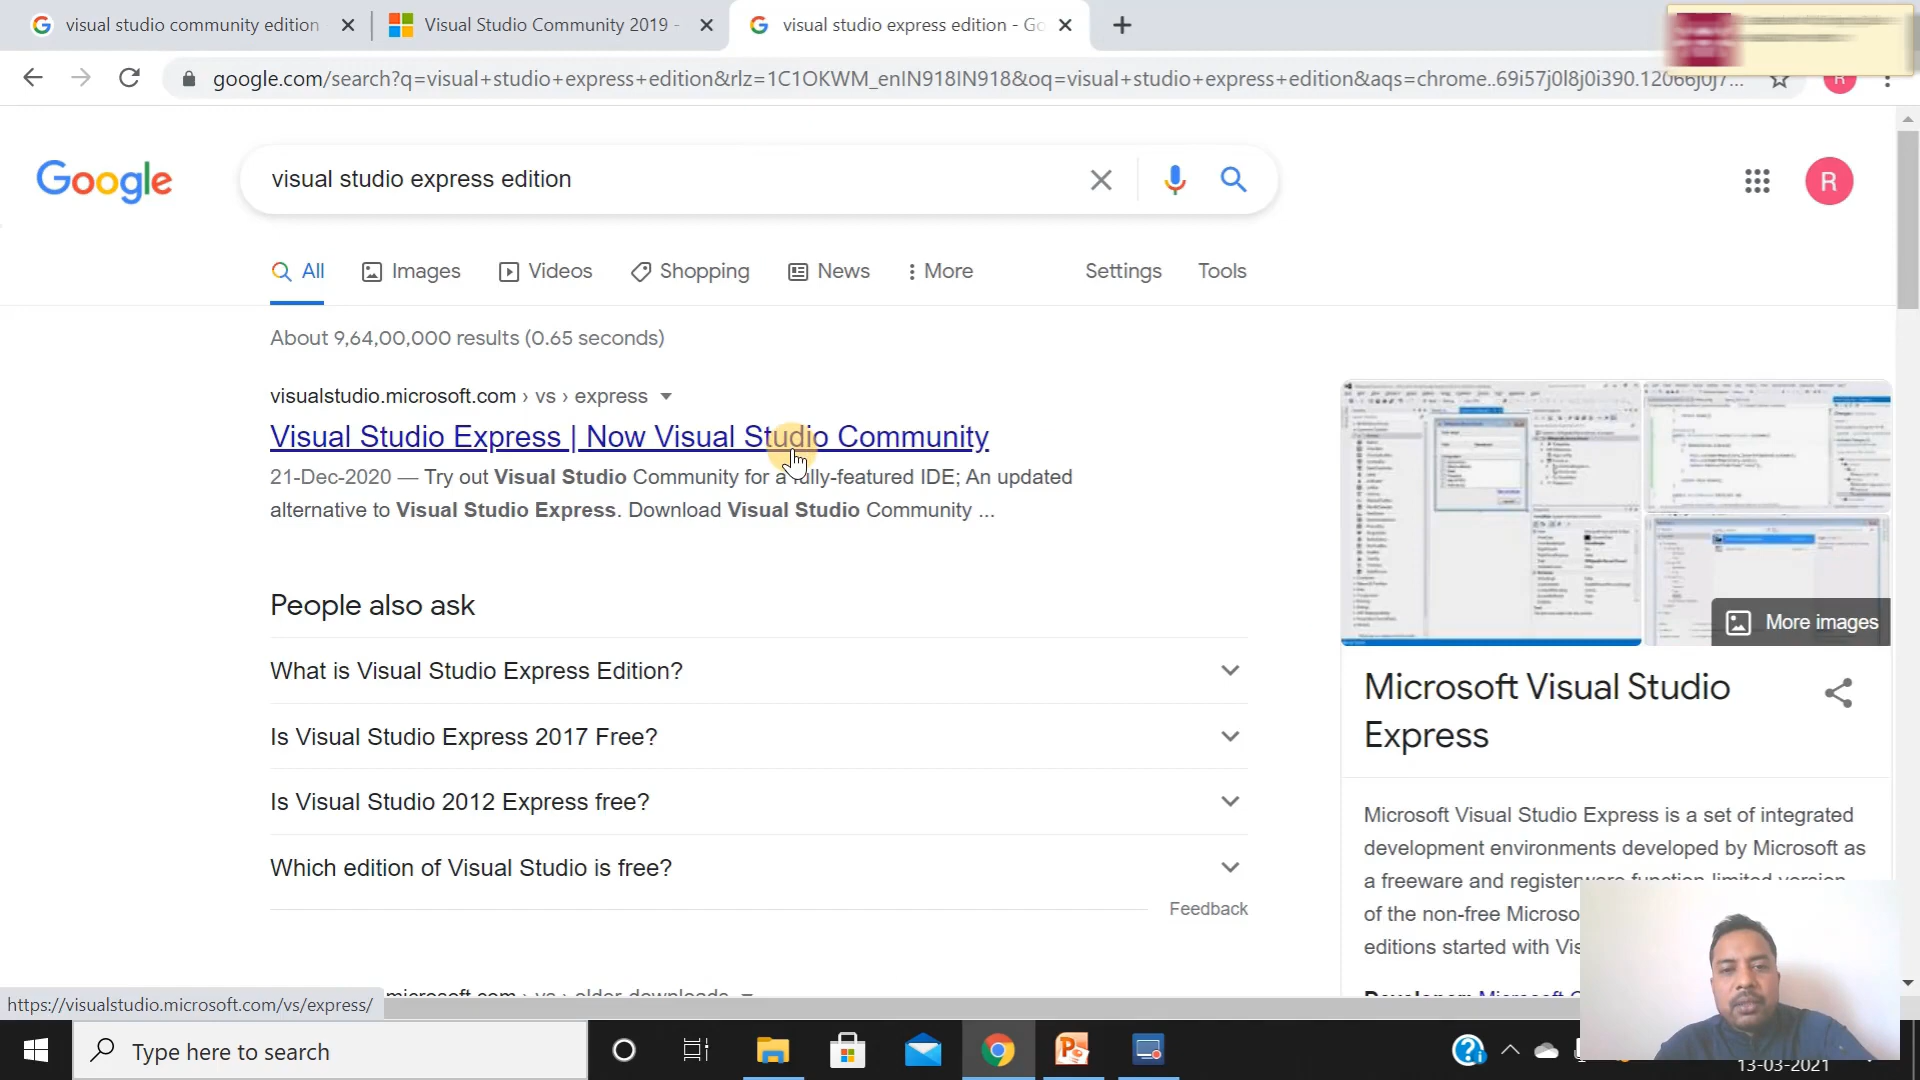 visual studio community edition
Visual Studio Community 2019 -
visual studio express edition - Go
google.com/search?q=visual+studio+express+edition&rlz=1C1OKWM_enIN918IN918&oq=visual+studio+express+edition&aqs=chrome..69i57j0l8j0i390.12066j0j7...
Google
visual studio express edition
R
All
Images
Videos
Shopping
News
More
Settings
Tools
About 9,64,00,000 results (0.65 seconds)
visualstudio.microsoft.com › vs › express
Visual Studio Express | Now Visual Studio Community
21-Dec-2020 — Try out Visual Studio Community for a fully-featured IDE; An updated
alternative to Visual Studio Express. Download Visual Studio Community ...
People also ask
What is Visual Studio Express Edition?
Is Visual Studio Express 2017 Free?
Is Visual Studio 2012 Express free?
Which edition of Visual Studio is free?
Feedback
More images
Microsoft Visual Studio
Express
Microsoft Visual Studio Express is a set of integrated
development environments developed by Microsoft as
a freeware and registerware function-limited version
of the non-free Microso
editions started with Vis
Developer: Microsoft C
microsoft.com › vs › older-downloads
https://visualstudio.microsoft.com/vs/express/
Type here to search
13-03-2021